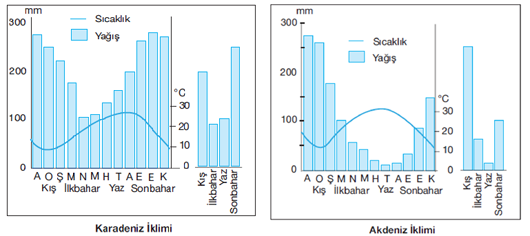 mm
300
200
100
0
Sıcaklık
Yağış
°C
30
20
10
0
A O Ş M N M H T A E E K
Kış İlkbahar Yaz Sonbahar
Kış
İlkbahar
Yaz
Sonbahar
Karadeniz İklimi
mm
300
200
100
0
Sıcaklık
Yağış
°C
30
20
10
0
A O Ş M N M H T A E E K
Kış İlkbahar Yaz Sonbahar
Kış
İlkbahar
Yaz
Sonbahar
Akdeniz İklimi